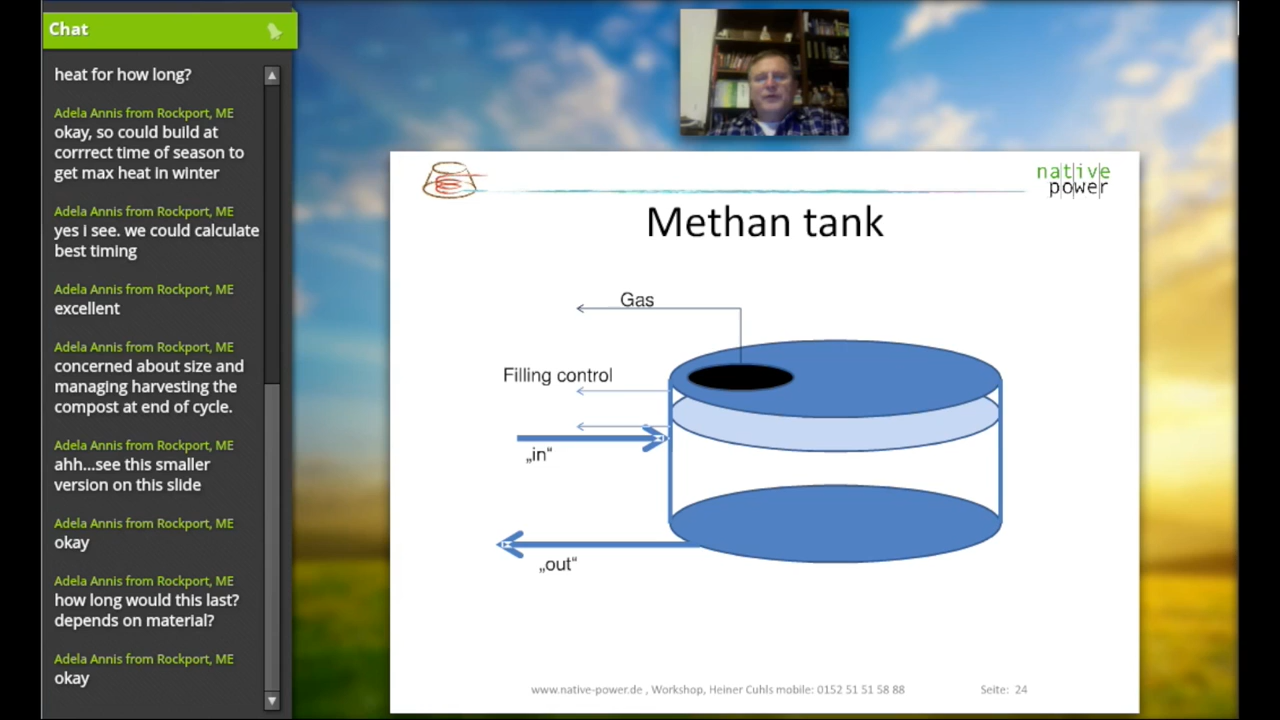 Chat
heat for how long?
Adela Annis from Rockport, ME
okay, so could build at
corrrect time of season to
get max heat in winter
Adela Annis from Rockport, ME
yes i see. we could calculate
best timing
Adela Annis from Rockport, ME
excellent
Adela Annis from Rockport, ME
concerned about size and
managing harvesting the
compost at end of cycle.
Adela Annis from Rockport, ME
ahh...see this smaller
version on this slide
Adela Annis from Rockport, ME
okay
Adela Annis from Rockport, ME
how long would this last?
depends on material?
Adela Annis from Rockport, ME
okay
native
power
Methan tank
Gas
Filling control
„in“
„out“
www.native-power.de , Workshop, Heiner Cuhls mobile: 0152 51 51 58 88
Seite: 24